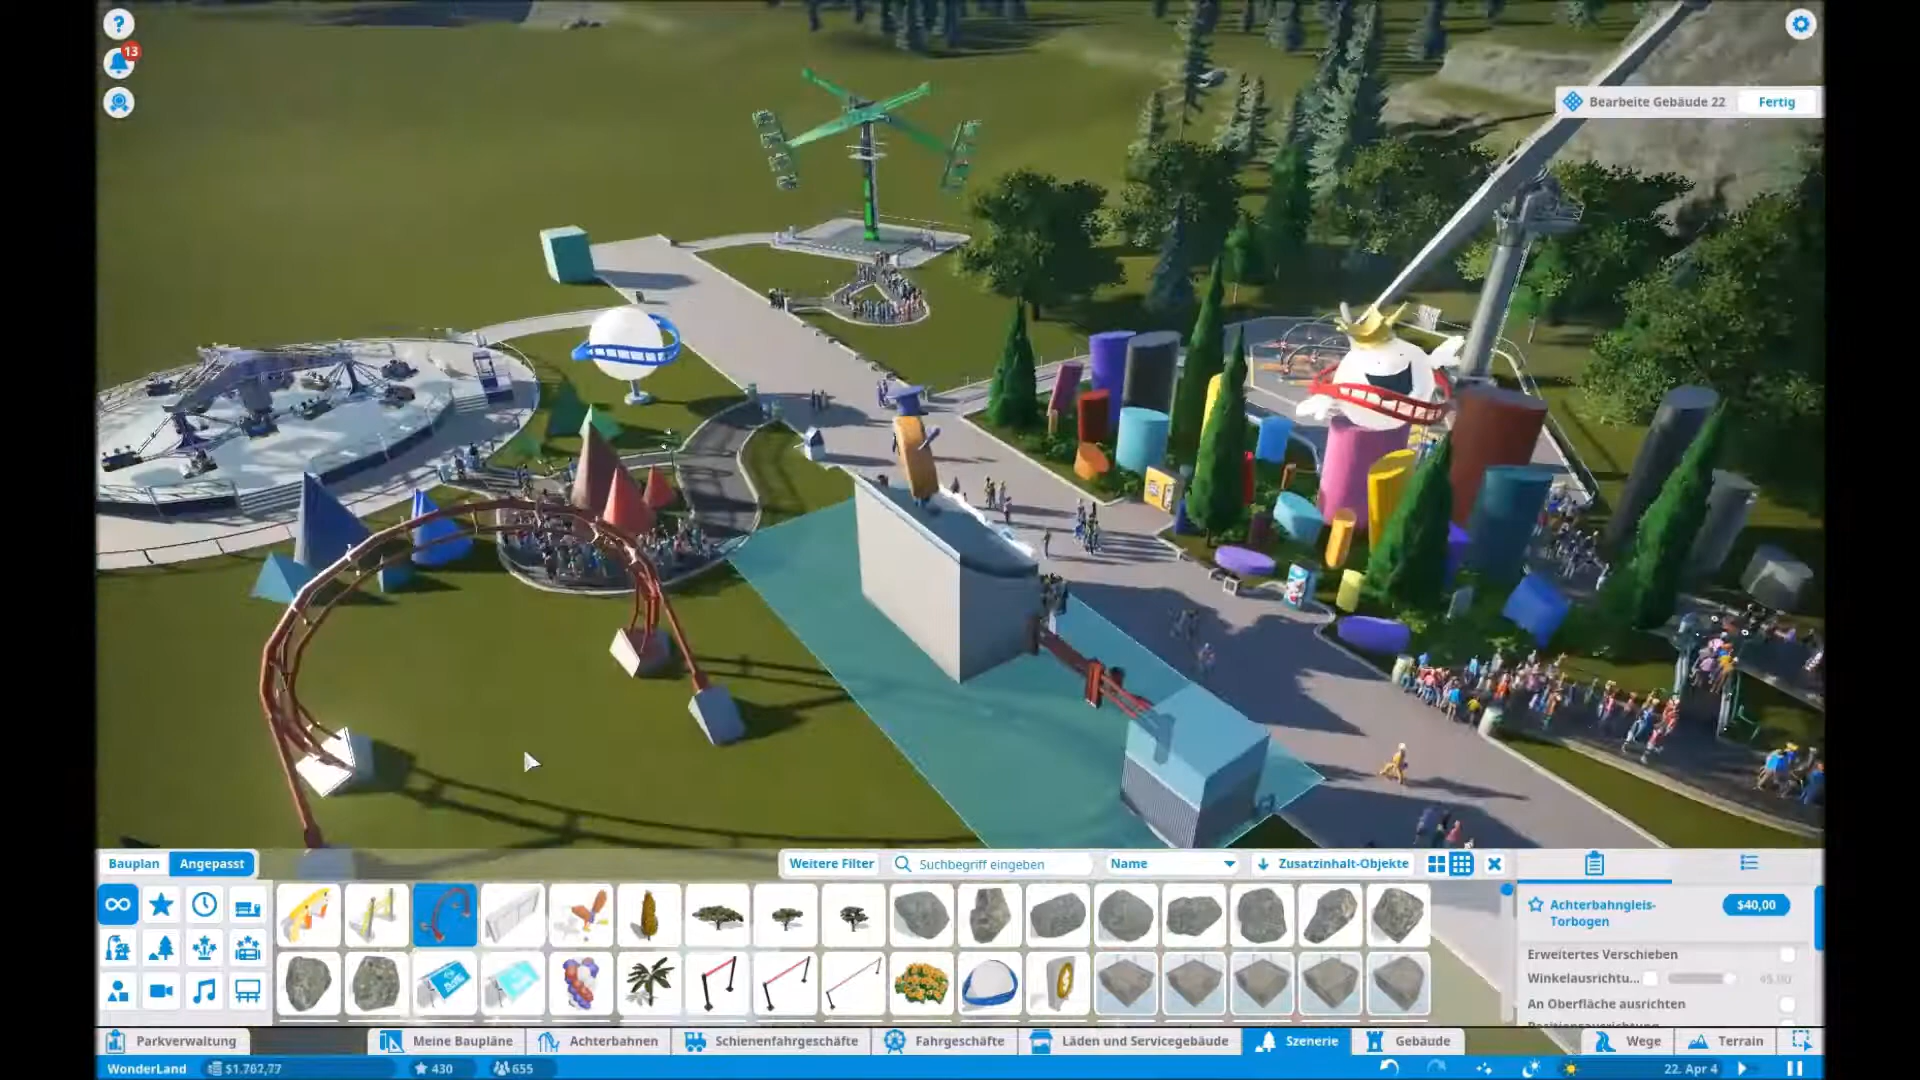 ?
13
Bearbeite Gebäude 22
Fertig
Bauplan
Angepasst
Weitere Filter
Suchbegriff eingeben
Name
Zusatzinhalt-Objekte
Achterbahngleis-
Torbogen
$40,00
Erweitertes Verschieben
Winkelausrichtu...
45,00
An Oberfläche ausrichten
Parkverwaltung
Meine Baupläne
Achterbahnen
Schienenfahrgeschäfte
Fahrgeschäfte
Läden und Servicegebäude
Szenerie
Gebäude
Wege
Terrain
WonderLand
$1.767,77
430
655
22. Apr 4